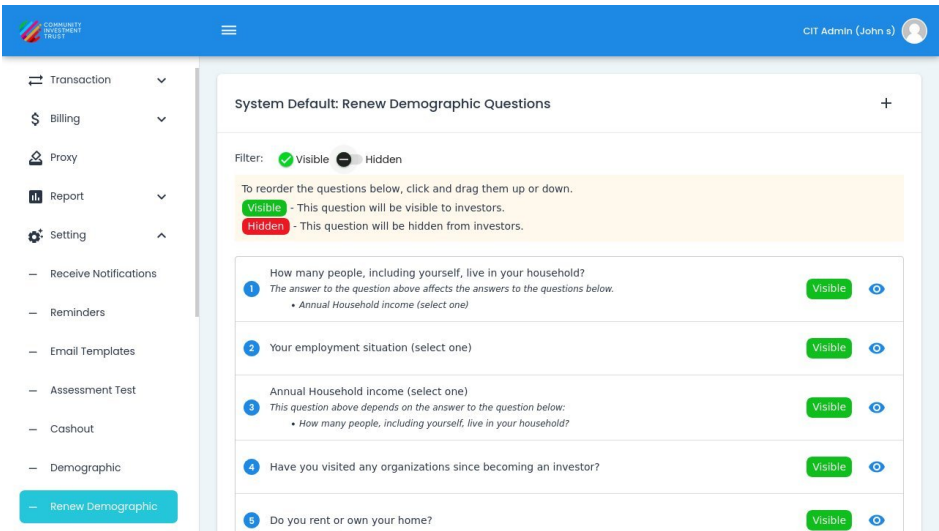 COMMUNITY
INVESTMENT
TRUST
CIT Admin (John s)
Transaction
Billing
Proxy
Report
Setting
Receive Notifications
Reminders
Email Templates
Assessment Test
Cashout
Demographic
Renew Demographic
System Default: Renew Demographic Questions
Filter: Visible Hidden
To reorder the questions below, click and drag them up or down.
Visible - This question will be visible to investors.
Hidden - This question will be hidden from investors.
How many people, including yourself, live in your household?
1 The answer to the question above affects the answers to the questions below. Visible
• Annual Household income (select one)
2 Your employment situation (select one) Visible
Annual Household income (select one)
3 This question above depends on the answer to the question below: Visible
• How many people, including yourself, live in your household?
4 Have you visited any organizations since becoming an investor? Visible
5 Do you rent or own your home? Visible